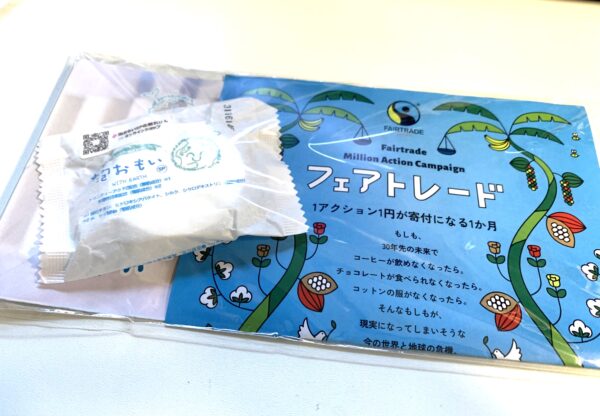 泡おもい
WITH EARTH
FAIRTRADE
Fairtrade
Million Action Campaign
フェアトレード
1アクション1円が寄付になる1か月
もしも、
30年先の未来で
コーヒーが飲めなくなったら。
チョコレートが食べられなくなったら。
コットンの服がなくなったら。
そんなもしもが、
現実になってしまいそうな
今の世界と地球の危機。